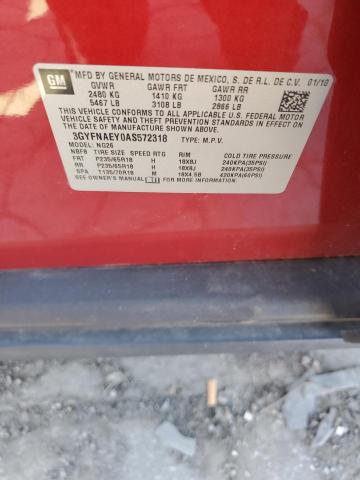 GM
MFD BY GENERAL MOTORS DE MEXICO, S. DE R.L. DE C.V. 01/10
GVWR GAWR FRT GAWR RR
2480 KG 1410 KG 1300 KG
5467 LB 3108 LB 2866 LB
THIS VEHICLE CONFORMS TO ALL APPLICABLE U.S. FEDERAL MOTOR
VEHICLE SAFETY, BUMPER, AND THEFT PREVENTION STANDARDS
IN EFFECT ON THE DATE OF MANUFACTURE SHOWN ABOVE.
3GYFNAEY0AS572318 TYPE: M.P.V.
MODEL: NG26
NBF6 TIRE SIZE SPEED RTG RIM COLD TIRE PRESSURE
FRT P235/65R18 H 18X8J 240KPA(35PSI)
RR P235/65R18 H 18X8J 240KPA(35PSI)
SPA T135/70R18 M 18X4.5B 420KPA(60PSI)
SEE OWNER'S MANUAL FOR ADDITIONAL INFORMATION.